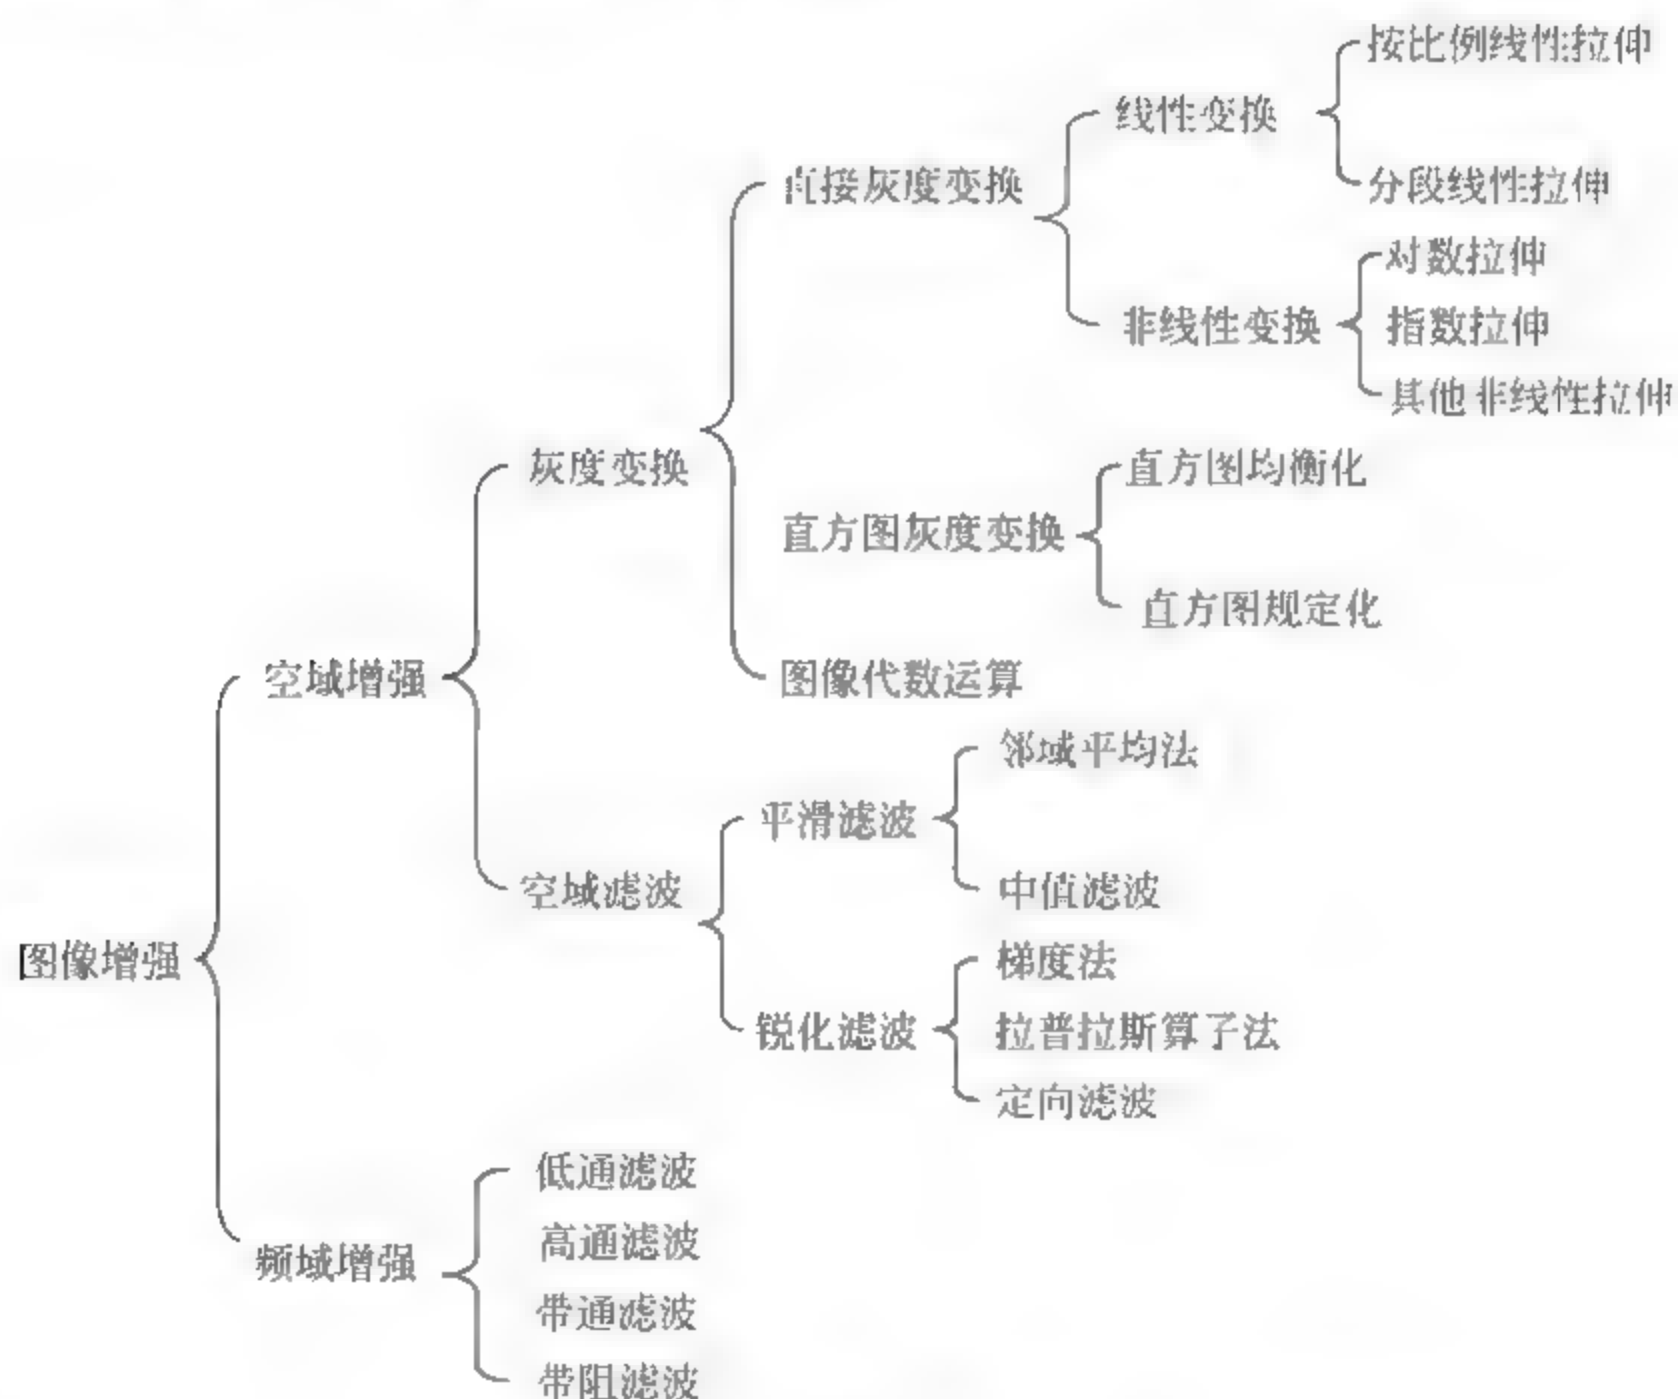 按比例线性拉伸
线性变换
直接灰度变换
分段线性拉伸
对数拉伸
非线性变换
指数拉伸
其他非线性拉伸
灰度变换
直方图均衡化
直方图灰度变换
直方图规定化
空域增强
图像代数运算
邻域平均法
平滑滤波
空域滤波
中值滤波
图像增强
梯度法
锐化滤波
拉普拉斯算子法
定向滤波
低通滤波
高通滤波
频域增强
带通滤波
带阻滤波